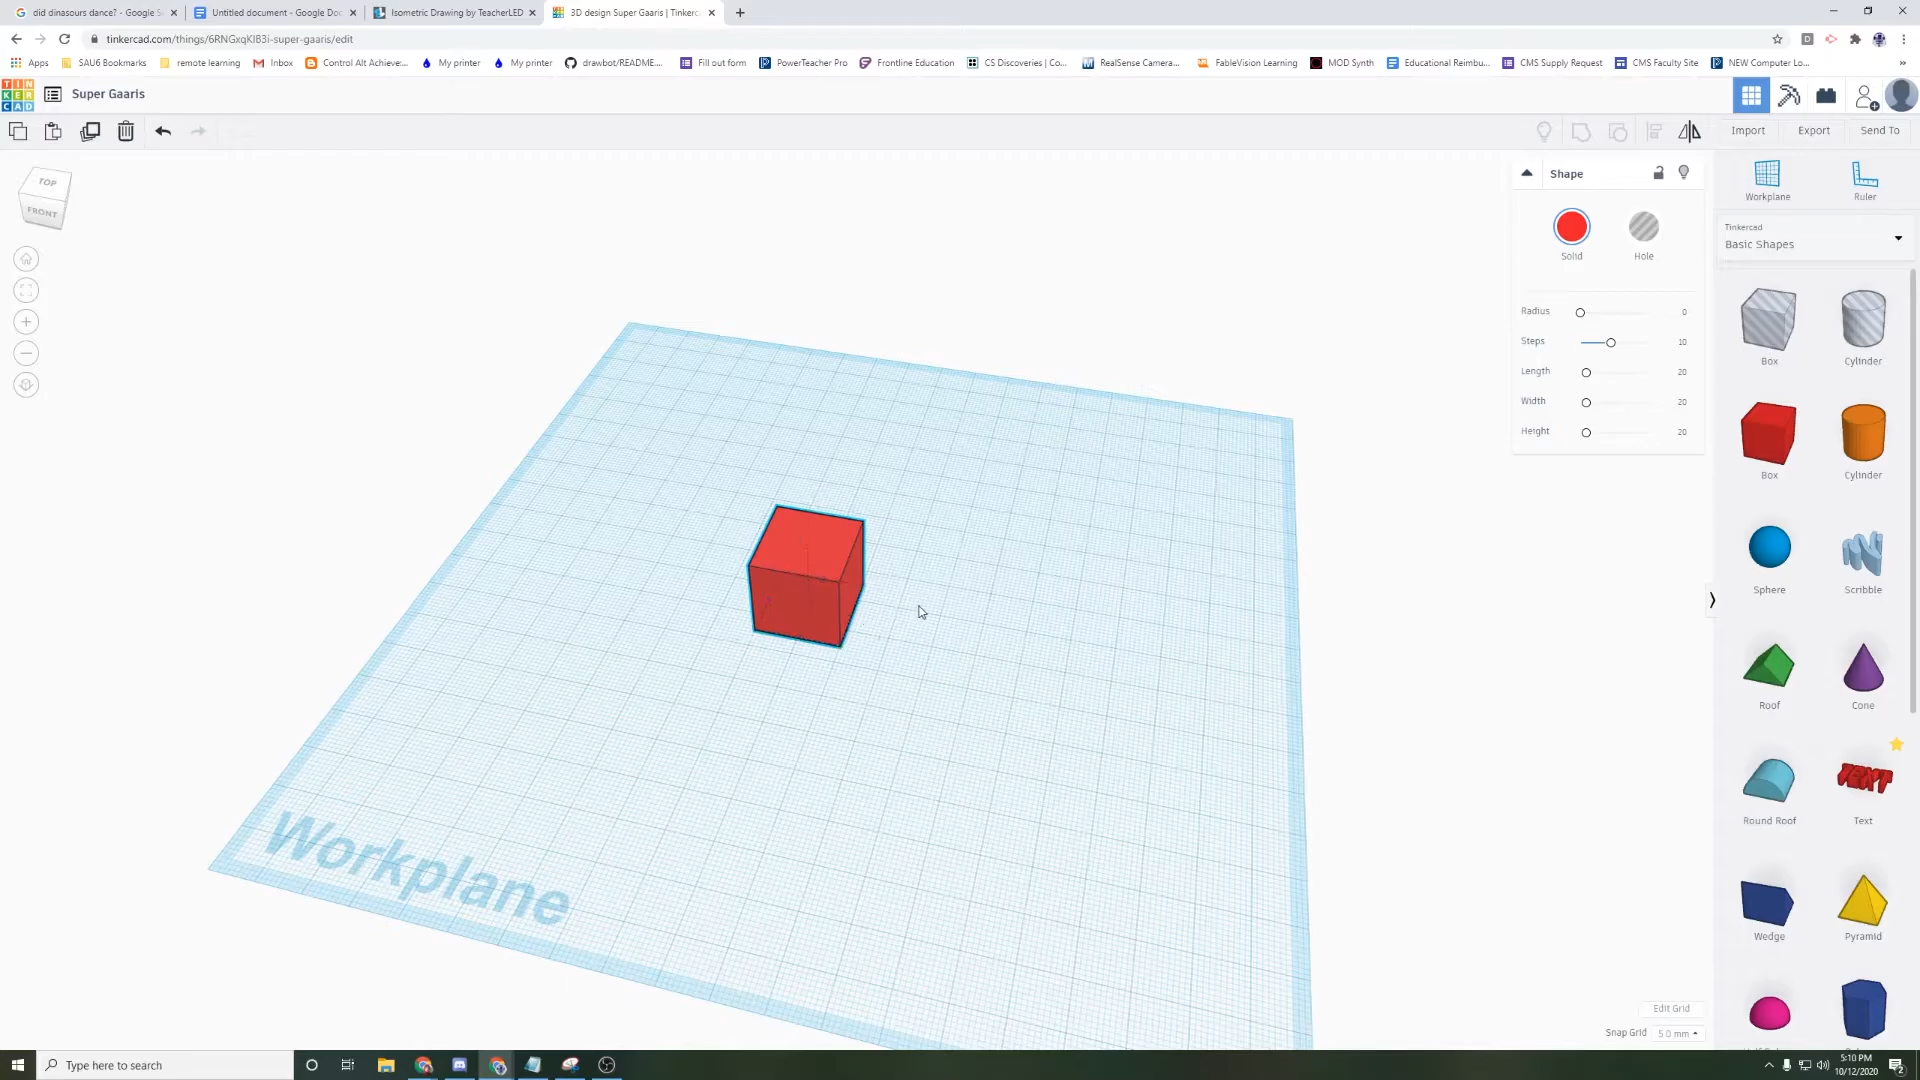 did dinasours dance? - Google S
Untitled document - Google Doc
Isometric Drawing by TeacherLED
3D design Super Gaaris | Tinkerc
tinkercad.com/things/6RNGxqKIB3i-super-gaaris/edit
Apps
SAU6 Bookmarks
remote learning
Inbox
Control Alt Achieve:...
My printer
My printer
drawbot/README....
Fill out form
PowerTeacher Pro
Frontline Education
CS Discoveries | Co...
RealSense Camera...
FableVision Learning
MOD Synth
Educational Reimbu...
CMS Supply Request
CMS Faculty Site
NEW Computer Lo...
TIN
KER
CAD
Super Gaaris
Import
Export
Send To
TOP
FRONT
Shape
Solid
Hole
Radius 0
Steps 10
Length 20
Width 20
Height 20
Workplane
Ruler
Tinkercad
Basic Shapes
Box
Cylinder
Box
Cylinder
Sphere
Scribble
Roof
Cone
TEXT
Round Roof
Text
Wedge
Pyramid
Workplane
Edit Grid
Snap Grid 5.0 mm
Type here to search
5:10 PM
10/12/2020
2